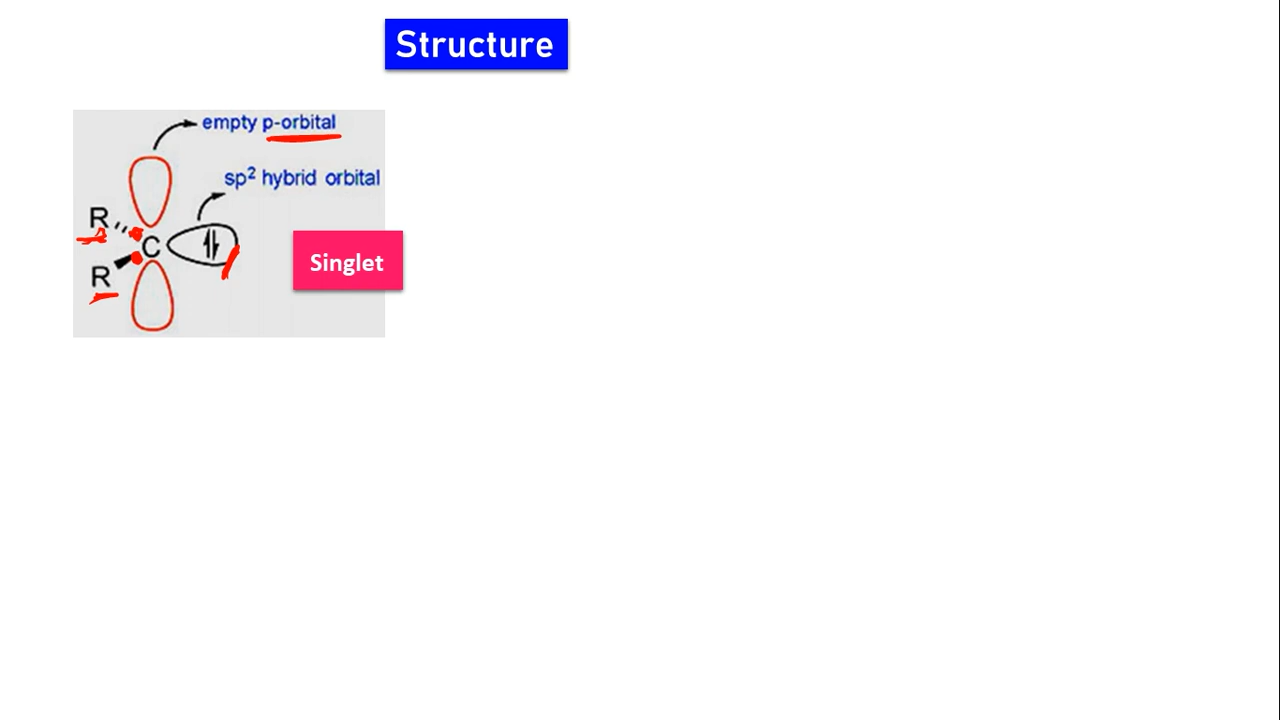 Structure
empty p-orbital
sp² hybrid orbital
R
C
R
Singlet